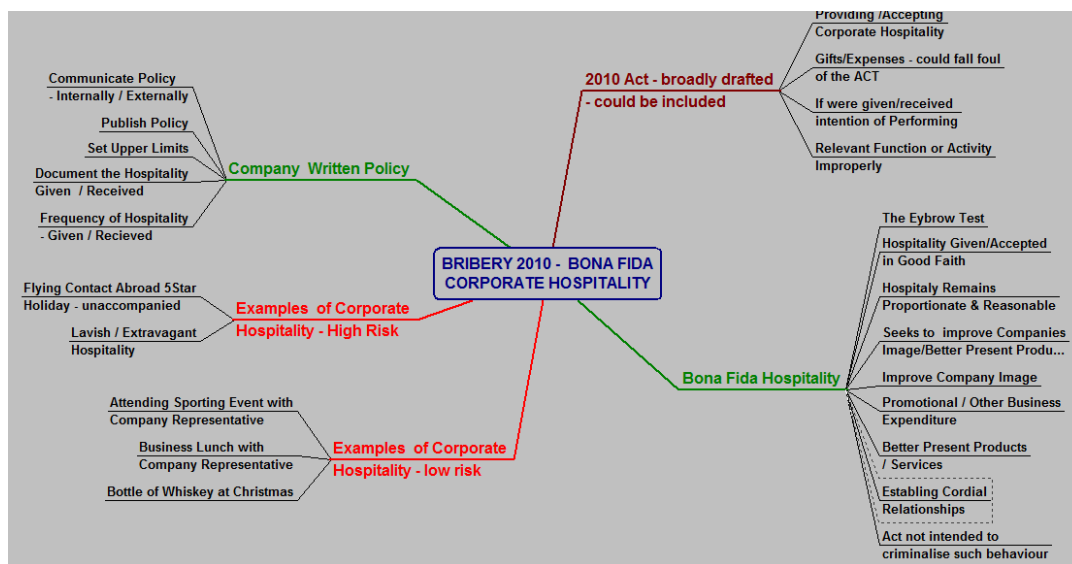 BRIBERY 2010 - BONA FIDA
CORPORATE HOSPITALITY
2010 Act - broadly drafted
- could be included
Providing /Accepting
Corporate Hospitality
Gifts/Expenses - could fall foul
of the ACT
If were given/received
intention of Performing
Relevant Function or Activity
Improperly
Bona Fida Hospitality
The Eybrow Test
Hospitality Given/Accepted
in Good Faith
Hospitaly Remains
Proportionate & Reasonable
Seeks to improve Companies
Image/Better Present Produ...
Improve Company Image
Promotional / Other Business
Expenditure
Better Present Products
/ Services
Establing Cordial
Relationships
Act not intended to
criminalise such behaviour
Company Written Policy
Communicate Policy
- Internally / Externally
Publish Policy
Set Upper Limits
Document the Hospitality
Given / Received
Frequency of Hospitality
- Given / Recieved
Examples of Corporate
Hospitality - High Risk
Flying Contact Abroad 5Star
Holiday - unaccompanied
Lavish / Extravagant
Hospitality
Examples of Corporate
Hospitality - low risk
Attending Sporting Event with
Company Representative
Business Lunch with
Company Representative
Bottle of Whiskey at Christmas